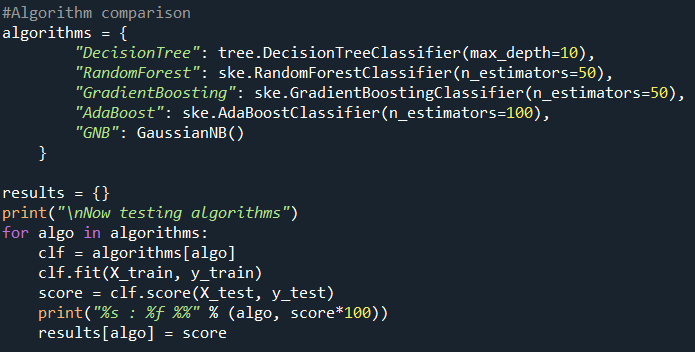 #Algorithm comparison
algorithms = {
        "DecisionTree": tree.DecisionTreeClassifier(max_depth=10),
        "RandomForest": ske.RandomForestClassifier(n_estimators=50),
        "GradientBoosting": ske.GradientBoostingClassifier(n_estimators=50),
        "AdaBoost": ske.AdaBoostClassifier(n_estimators=100),
        "GNB": GaussianNB()
    }
results = {}
print("\nNow testing algorithms")
for algo in algorithms:
    clf = algorithms[algo]
    clf.fit(X_train, y_train)
    score = clf.score(X_test, y_test)
    print("%s : %f %%" % (algo, score*100))
    results[algo] = score